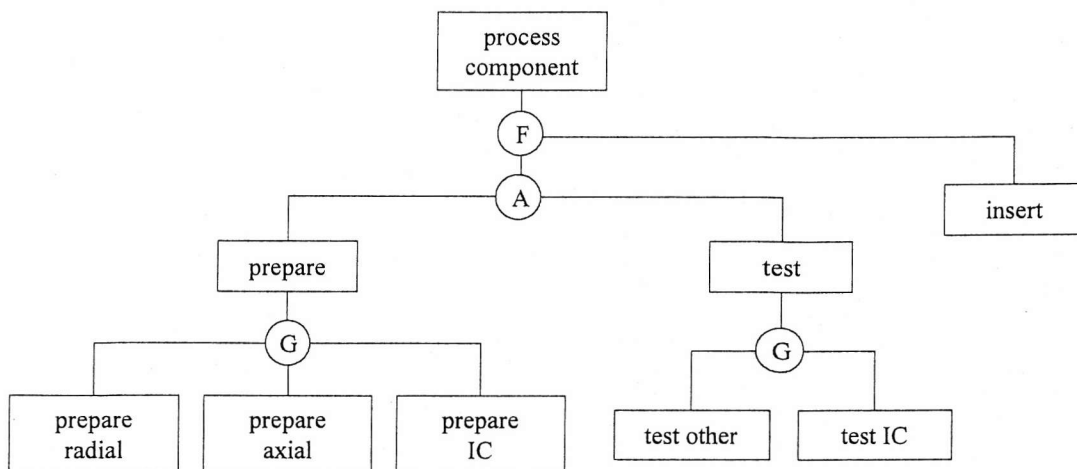 process
component
F
A
insert
prepare
test
G
G
prepare
radial
prepare
axial
prepare
IC
test other
test IC